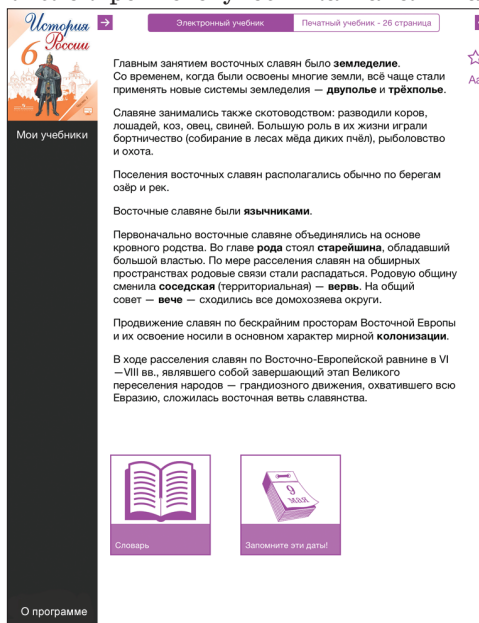 История
России
6
Электронный учебник
Печатный учебник - 26 страница
Аа
Мои учебники
Главным занятием восточных славян было земледелие.
Со временем, когда были освоены многие земли, всё чаще стали
применять новые системы земледелия — двуполье и трёхполье.
Славяне занимались также скотоводством: разводили коров,
лошадей, коз, овец, свиней. Большую роль в их жизни играли
бортничество (собирание в лесах мёда диких пчёл), рыболовство
и охота.
Поселения восточных славян располагались обычно по берегам
озёр и рек.
Восточные славяне были язычниками.
Первоначально восточные славяне объединялись на основе
кровного родства. Во главе рода стоял старейшина, обладавший
большой властью. По мере расселения славян на обширных
пространствах родовые связи стали распадаться. Родовую общину
сменила соседская (территориальная) — вервь. На общий
совет — вече — сходились все домохозяева округи.
Продвижение славян по бескрайним просторам Восточной Европы
и их освоение носили в основном характер мирной колонизации.
В ходе расселения славян по Восточно-Европейской равнине в VI
—VIII вв., являвшего собой завершающий этап Великого
переселения народов — грандиозного движения, охватившего всю
Евразию, сложилась восточная ветвь славянства.
9
МАЯ
Словарь
Запомните эти даты!
О программе